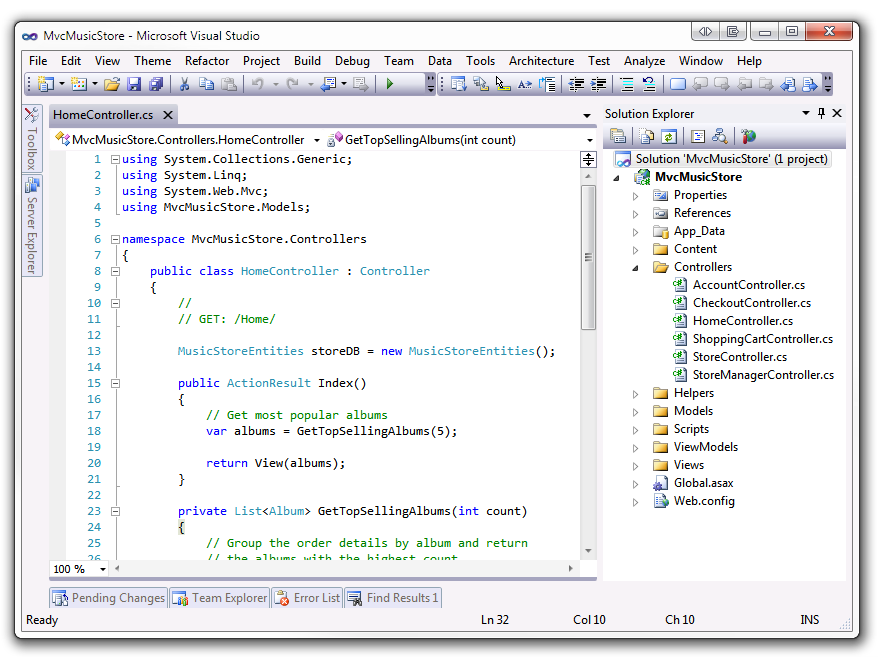 MvcMusicStore - Microsoft Visual Studio
File Edit View Theme Refactor Project Build Debug Team Data Tools Architecture Test Analyze Window Help
Toolbox
Server Explorer
HomeController.cs
MvcMusicStore.Controllers.HomeController GetTopSellingAlbums(int count)
1 using System.Collections.Generic;
2 using System.Linq;
3 using System.Web.Mvc;
4 using MvcMusicStore.Models;
5
6 namespace MvcMusicStore.Controllers
7 {
8 public class HomeController : Controller
9 {
10 //
11 // GET: /Home/
12
13 MusicStoreEntities storeDB = new MusicStoreEntities();
14
15 public ActionResult Index()
16 {
17 // Get most popular albums
18 var albums = GetTopSellingAlbums(5);
19
20 return View(albums);
21 }
22
23 private List<Album> GetTopSellingAlbums(int count)
24 {
25 // Group the order details by album and return
26 // the albums with the highest count
100 %
Solution Explorer
Solution 'MvcMusicStore' (1 project)
MvcMusicStore
Properties
References
App_Data
Content
Controllers
AccountController.cs
CheckoutController.cs
HomeController.cs
ShoppingCartController.cs
StoreController.cs
StoreManagerController.cs
Helpers
Models
Scripts
ViewModels
Views
Global.asax
Web.config
Pending Changes Team Explorer Error List Find Results 1
Ready Ln 32 Col 10 Ch 10 INS